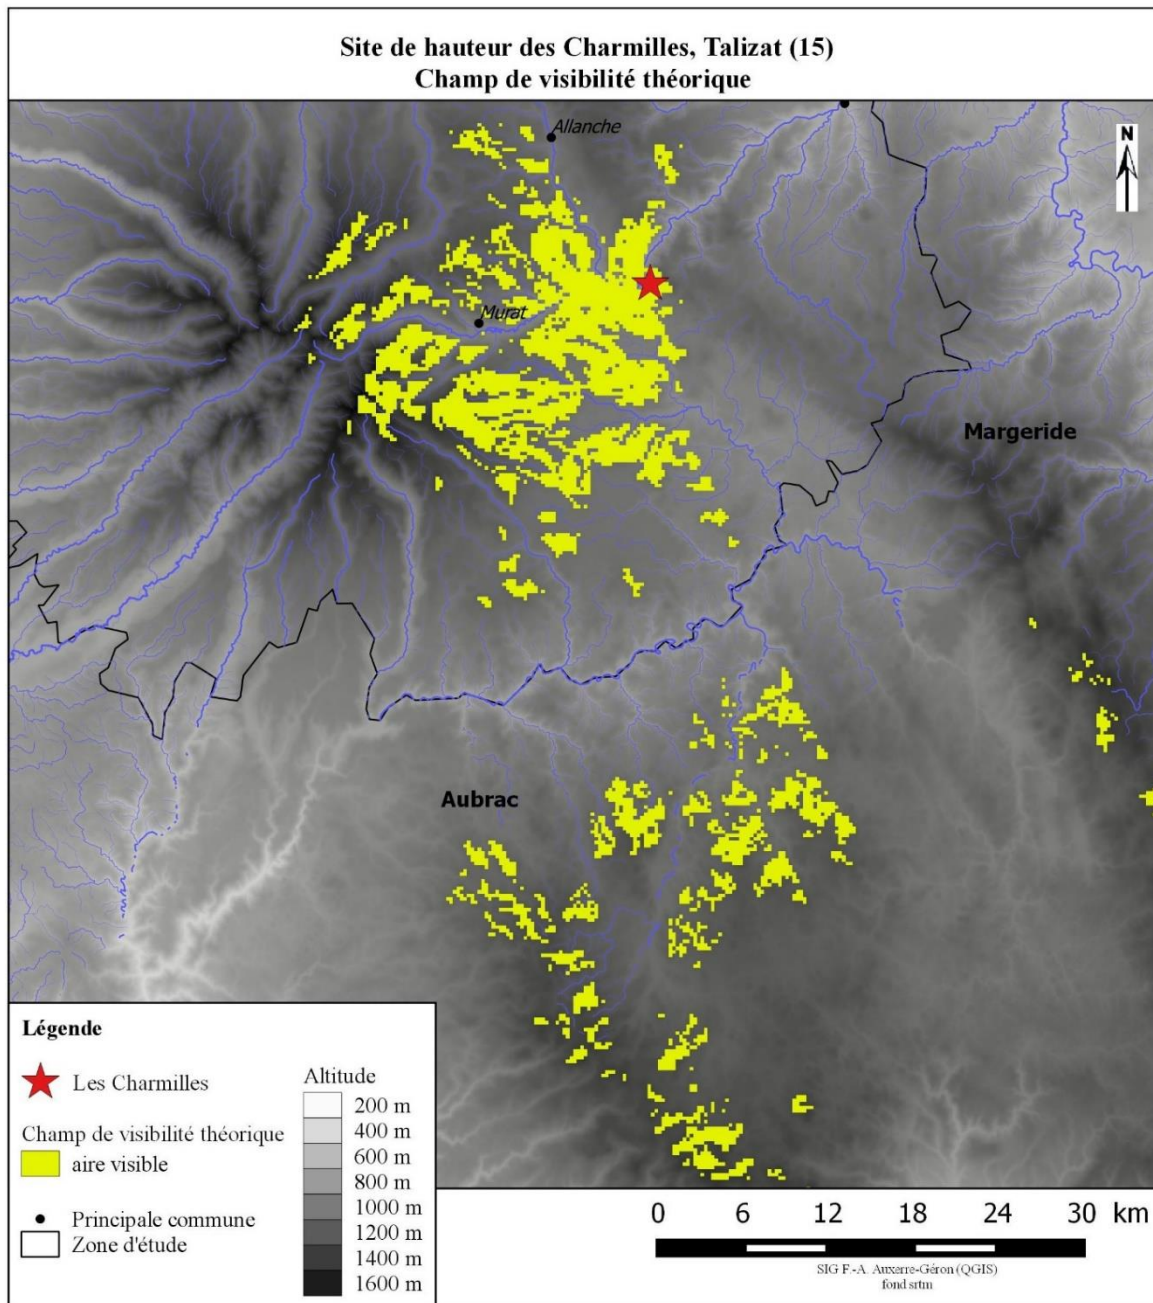 Site de hauteur des Charmilles, Talizat (15)
Champ de visibilité théorique
Allanche
N
Murat
Margeride
Aubrac
Légende
Les Charmilles
Champ de visibilité théorique
aire visible
Principale commune
Zone d'étude
Altitude
200 m
400 m
600 m
800 m
1000 m
1200 m
1400 m
1600 m
0 6 12 18 24 30 km
SIG F.-A. Auxerre-Géron (QGIS)
fond srtm